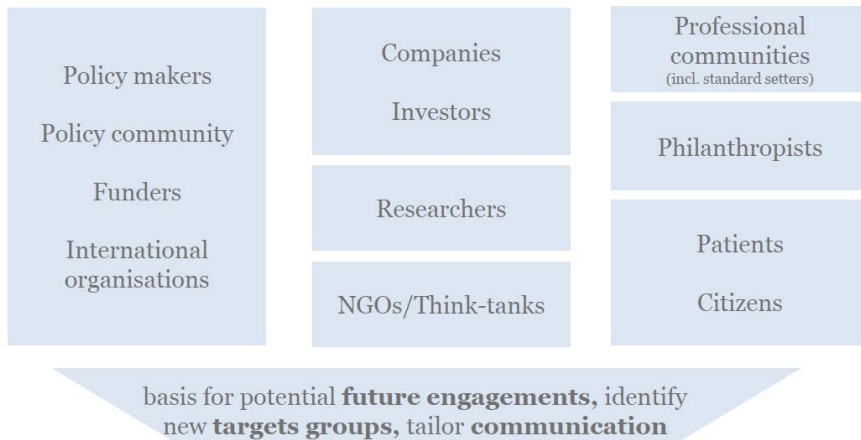 Policy makers
Policy community
Funders
International
organisations
Companies
Investors
Researchers
NGOs/Think-tanks
Professional
communities
(incl. standard setters)
Philanthropists
Patients
Citizens
basis for potential future engagements, identify
new targets groups, tailor communication